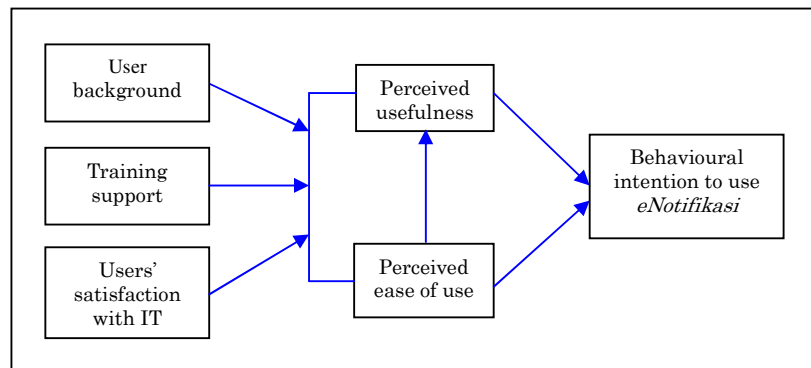 User
background
Training
support
Users’
satisfaction
with IT
Perceived
usefulness
Perceived
ease of use
Behavioural
intention to use
eNotifikasi